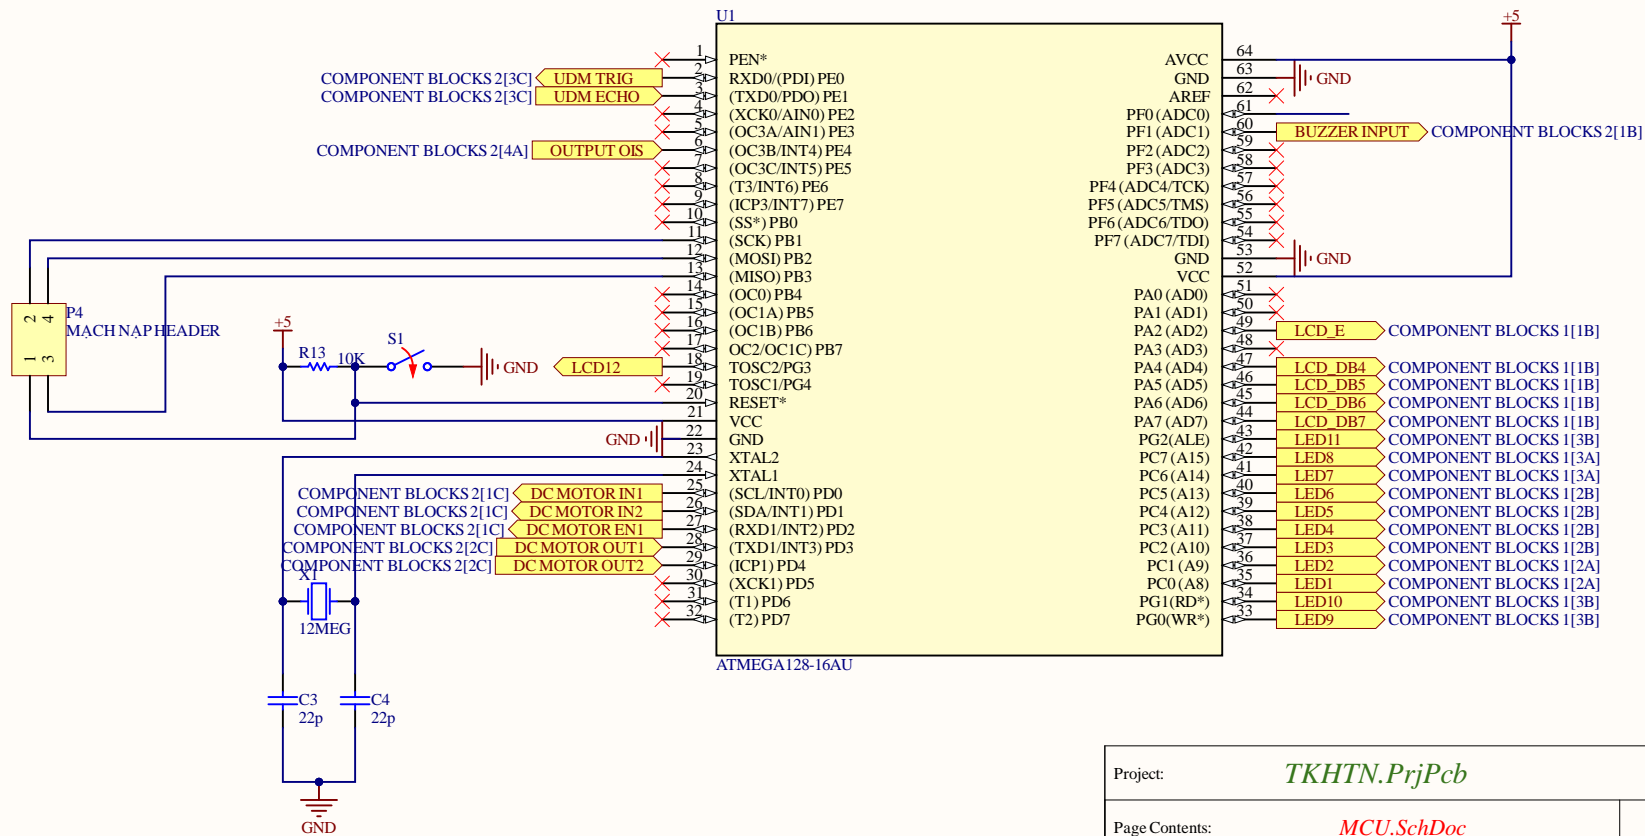 U1
+5
1 PEN* AVCC 64
COMPONENT BLOCKS 2[3C] UDM TRIG 2 RXD0/(PDI) PE0 GND 63 GND
COMPONENT BLOCKS 2[3C] UDM ECHO 3 (TXD0/PDO) PE1 AREF 62
4 (XCK0/AIN0) PE2 PF0 (ADC0) 61
5 (OC3A/AIN1) PE3 PF1 (ADC1) 60 BUZZER INPUT COMPONENT BLOCKS 2[1B]
COMPONENT BLOCKS 2[4A] OUTPUT OIS 6 (OC3B/INT4) PE4 PF2 (ADC2) 59
7 (OC3C/INT5) PE5 PF3 (ADC3) 58
8 (T3/INT6) PE6 PF4 (ADC4/TCK) 57
9 (ICP3/INT7) PE7 PF5 (ADC5/TMS) 56
10 (SS*) PB0 PF6 (ADC6/TDO) 55
11 (SCK) PB1 PF7 (ADC7/TDI) 54
12 (MOSI) PB2 GND 53 GND
13 (MISO) PB3 VCC 52
14 (OC0) PB4 PA0 (AD0) 51
15 (OC1A) PB5 PA1 (AD1) 50
16 (OC1B) PB6 PA2 (AD2) 49 LCD_E COMPONENT BLOCKS 1[1B]
17 OC2/OC1C) PB7 PA3 (AD3) 48
LCD12 18 TOSC2/PG3 PA4 (AD4) 47 LCD_DB4 COMPONENT BLOCKS 1[1B]
19 TOSC1/PG4 PA5 (AD5) 46 LCD_DB5 COMPONENT BLOCKS 1[1B]
20 RESET* PA6 (AD6) 45 LCD_DB6 COMPONENT BLOCKS 1[1B]
21 VCC PA7 (AD7) 44 LCD_DB7 COMPONENT BLOCKS 1[1B]
GND 22 GND PG2(ALE) 43 LED11 COMPONENT BLOCKS 1[3B]
23 XTAL2 PC7 (A15) 42 LED8 COMPONENT BLOCKS 1[3A]
24 XTAL1 PC6 (A14) 41 LED7 COMPONENT BLOCKS 1[3A]
COMPONENT BLOCKS 2[1C] DC MOTOR IN1 25 (SCL/INT0) PD0 PC5 (A13) 40 LED6 COMPONENT BLOCKS 1[2B]
COMPONENT BLOCKS 2[1C] DC MOTOR IN2 26 (SDA/INT1) PD1 PC4 (A12) 39 LED5 COMPONENT BLOCKS 1[2B]
COMPONENT BLOCKS 2[1C] DC MOTOR EN1 27 (RXD1/INT2) PD2 PC3 (A11) 38 LED4 COMPONENT BLOCKS 1[2B]
COMPONENT BLOCKS 2[2C] DC MOTOR OUT1 28 (TXD1/INT3) PD3 PC2 (A10) 37 LED3 COMPONENT BLOCKS 1[2B]
COMPONENT BLOCKS 2[2C] DC MOTOR OUT2 29 (ICP1) PD4 PC1 (A9) 36 LED2 COMPONENT BLOCKS 1[2A]
30 (XCK1) PD5 PC0 (A8) 35 LED1 COMPONENT BLOCKS 1[2A]
31 (T1) PD6 PG1(RD*) 34 LED10 COMPONENT BLOCKS 1[3B]
32 (T2) PD7 PG0(WR*) 33 LED9 COMPONENT BLOCKS 1[3B]
ATMEGA128-16AU
2 4 P4
MẠCH NẠP HEADER
1 3
+5
R13 10K S1 GND
X1
12MEG
C3 C4
22p 22p
GND
Project: TKHTN.PrjPcb
Page Contents: MCU.SchDoc